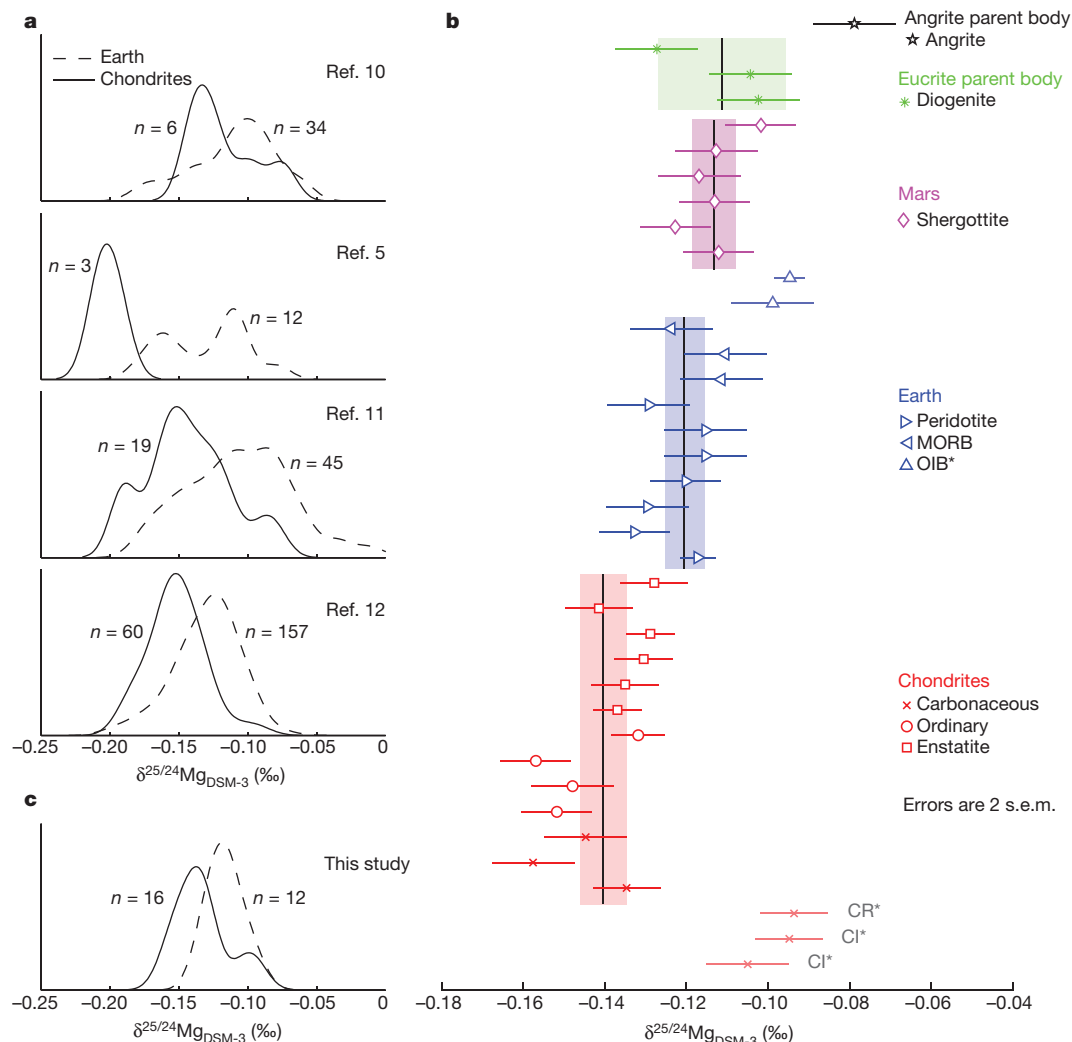 a
Earth
Chondrites
Ref. 10
n = 6
n = 34
Ref. 5
n = 3
n = 12
Ref. 11
n = 19
n = 45
Ref. 12
n = 60
n = 157
−0.25 −0.20 −0.15 −0.10 −0.05 0
δ25/24MgDSM-3 (‰)
c
This study
n = 16
n = 12
−0.25 −0.20 −0.15 −0.10 −0.05 0
δ25/24MgDSM-3 (‰)
b
Angrite parent body
Angrite
Eucrite parent body
Diogenite
Mars
Shergottite
Earth
Peridotite
MORB
OIB*
Chondrites
Carbonaceous
Ordinary
Enstatite
Errors are 2 s.e.m.
CR*
CI*
CI*
−0.18 −0.16 −0.14 −0.12 −0.10 −0.08 −0.06 −0.04
δ25/24MgDSM-3 (‰)